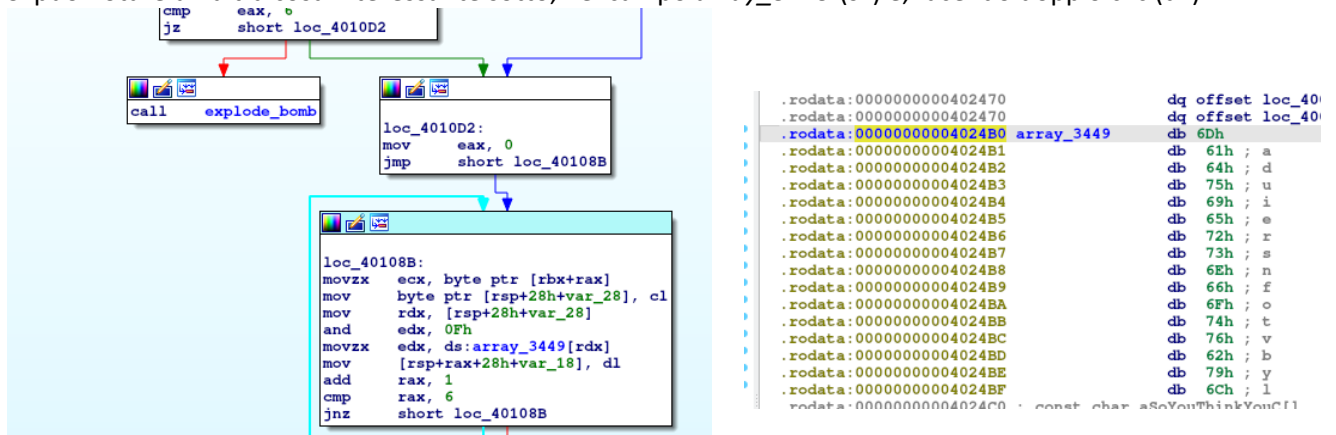 cmp eax, 6
jz short loc_4010D2
call explode_bomb
loc_4010D2:
mov eax, 0
jmp short loc_40108B
loc_40108B:
movzx ecx, byte ptr [rbx+rax]
mov byte ptr [rsp+28h+var_28], cl
mov rdx, [rsp+28h+var_28]
and edx, 0Fh
movzx edx, ds:array_3449[rdx]
mov [rsp+rax+28h+var_18], dl
add rax, 1
cmp rax, 6
jnz short loc_40108B
.rodata:0000000000402470 dq offset
.rodata:0000000000402470 dq offset
.rodata:00000000004024B0 array_3449 db 6Dh
.rodata:00000000004024B1 db 61h ; a
.rodata:00000000004024B2 db 64h ; d
.rodata:00000000004024B3 db 75h ; u
.rodata:00000000004024B4 db 69h ; i
.rodata:00000000004024B5 db 65h ; e
.rodata:00000000004024B6 db 72h ; r
.rodata:00000000004024B7 db 73h ; s
.rodata:00000000004024B8 db 6Eh ; n
.rodata:00000000004024B9 db 66h ; f
.rodata:00000000004024BA db 6Fh ; o
.rodata:00000000004024BB db 74h ; t
.rodata:00000000004024BC db 76h ; v
.rodata:00000000004024BD db 62h ; b
.rodata:00000000004024BE db 79h ; y
.rodata:00000000004024BF db 6Ch ; l
.rodata:00000000004024C0 ; const char aSoYouThinkYouC[]